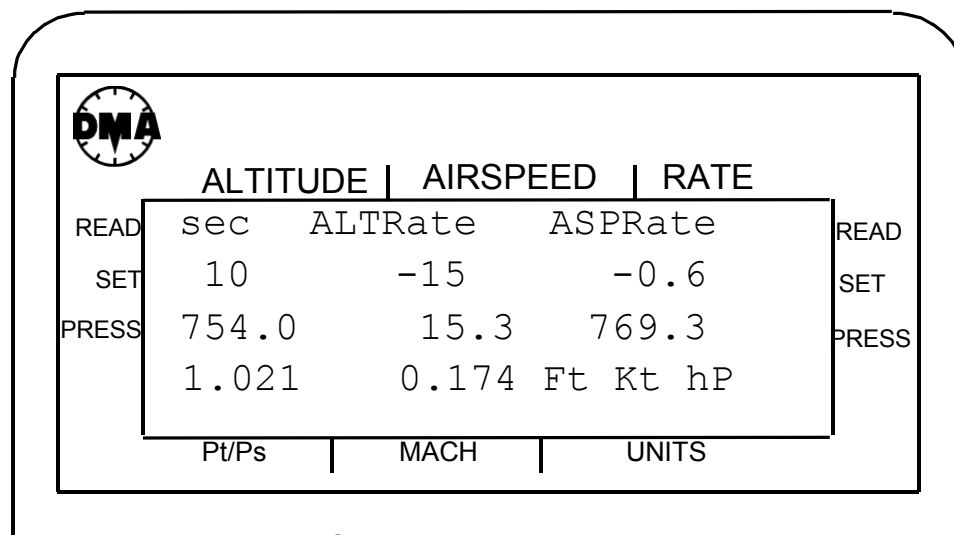 DMA
ALTITUDE AIRSPEED RATE
READ sec ALTRate ASPRate READ
SET 10 -15 -0.6 SET
PRESS 754.0 15.3 769.3 PRESS
1.021 0.174 Ft Kt hP
Pt/Ps MACH UNITS